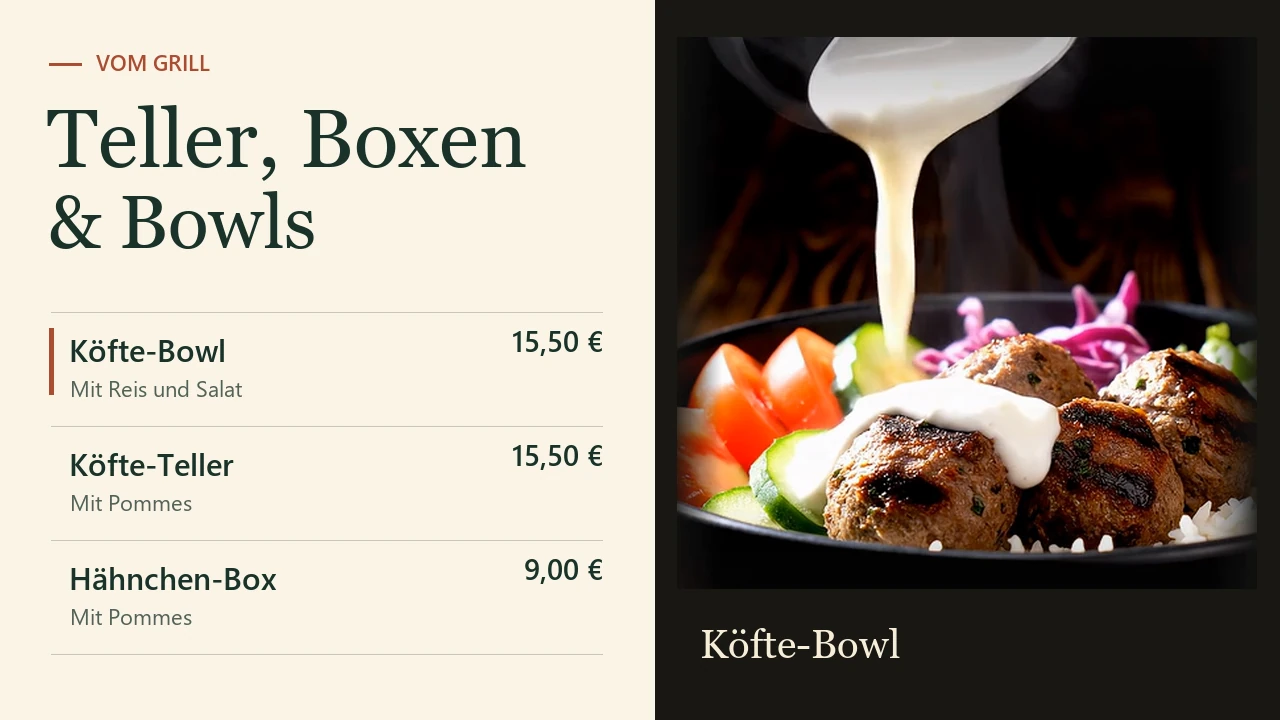 VOM GRILL
Teller, Boxen
& Bowls
Köfte-Bowl 15,50 €
Mit Reis und Salat
Köfte-Teller 15,50 €
Mit Pommes
Hähnchen-Box 9,00 €
Mit Pommes
Köfte-Bowl